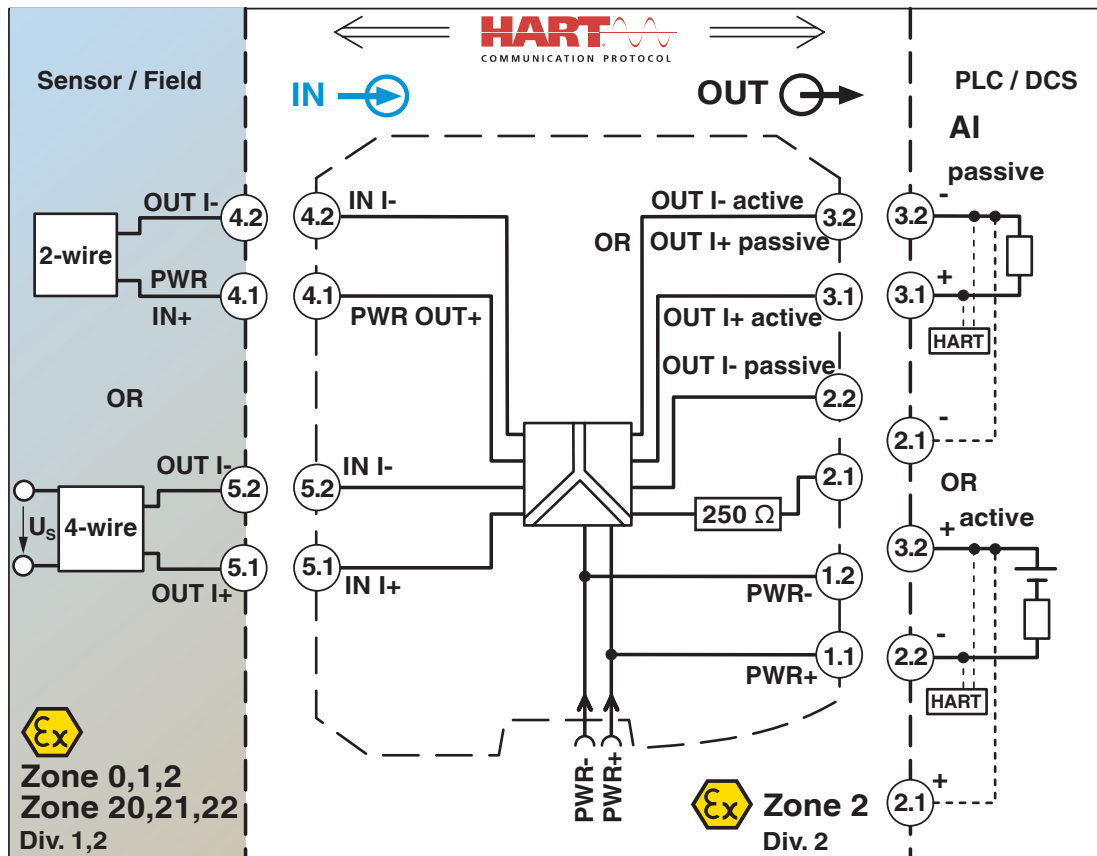 HART
COMMUNICATION PROTOCOL
Sensor / Field
IN
OUT
PLC / DCS
AI
passive
OUT I-
4.2
2-wire
PWR
IN+
4.1
OR
OUT I-
5.2
4-wire
US
5.1
OUT I+
4.2
IN I-
4.1
PWR OUT+
5.2
IN I-
5.1
IN I+
OUT I- active
3.2
OR
OUT I+ passive
3.1
OUT I+ active
OUT I- passive
2.2
2.1
250 Ω
1.2
PWR-
1.1
PWR+
PWR-
PWR+
3.2
-
3.1
+
HART
2.1
-
OR
active
3.2
+
2.2
-
HART
2.1
+
Ex
Zone 0,1,2
Zone 20,21,22
Div. 1,2
Ex
Zone 2
Div. 2